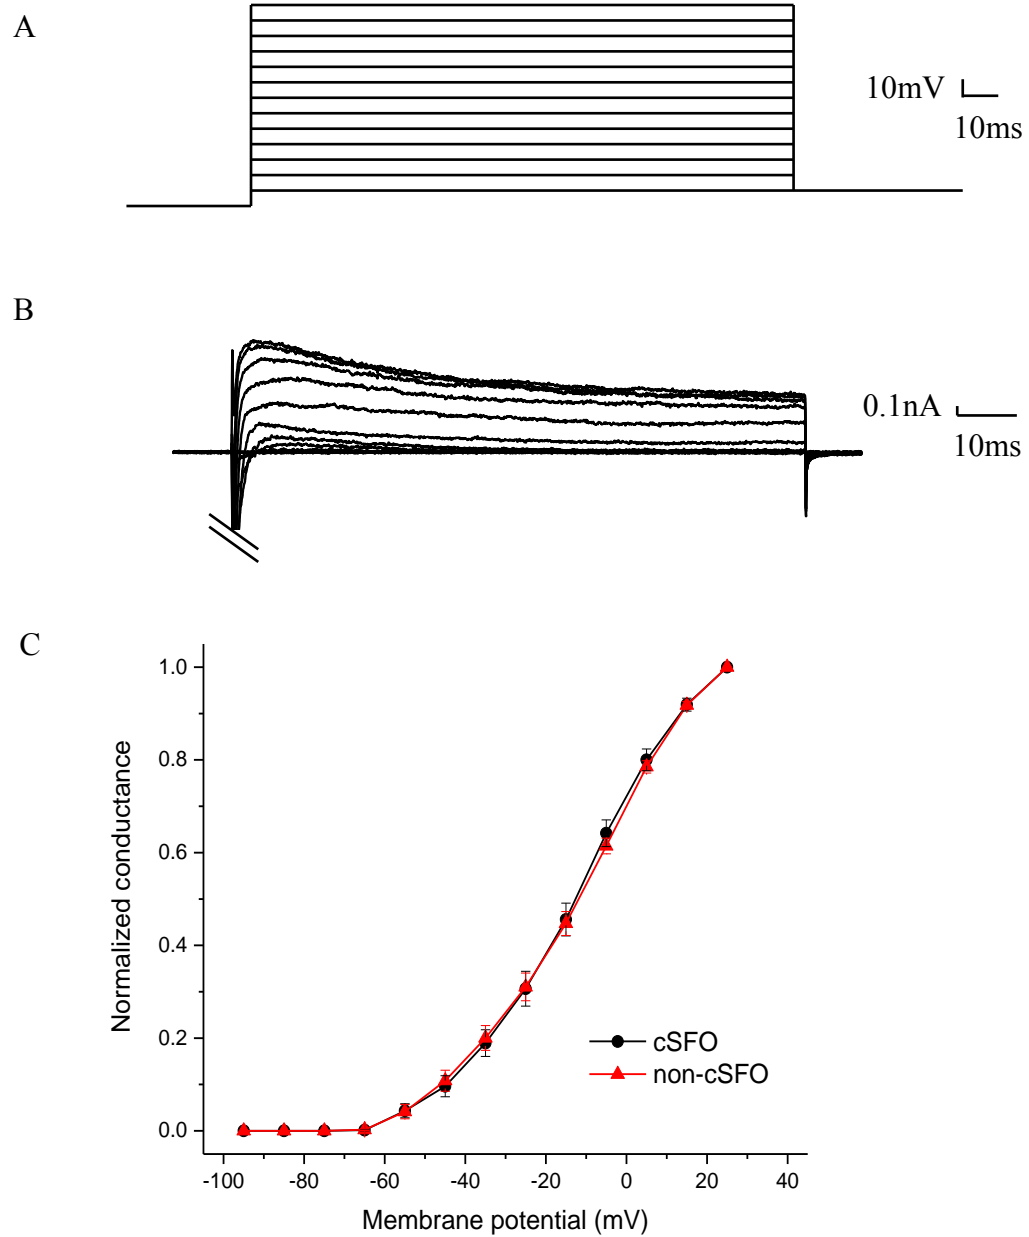 A
10mV
10ms
B
0.1nA
10ms
C
1.0
0.8
0.6
0.4
0.2
0.0
Normalized conductance
cSFO
non-cSFO
-100 -80 -60 -40 -20 0 20 40
Membrane potential (mV)